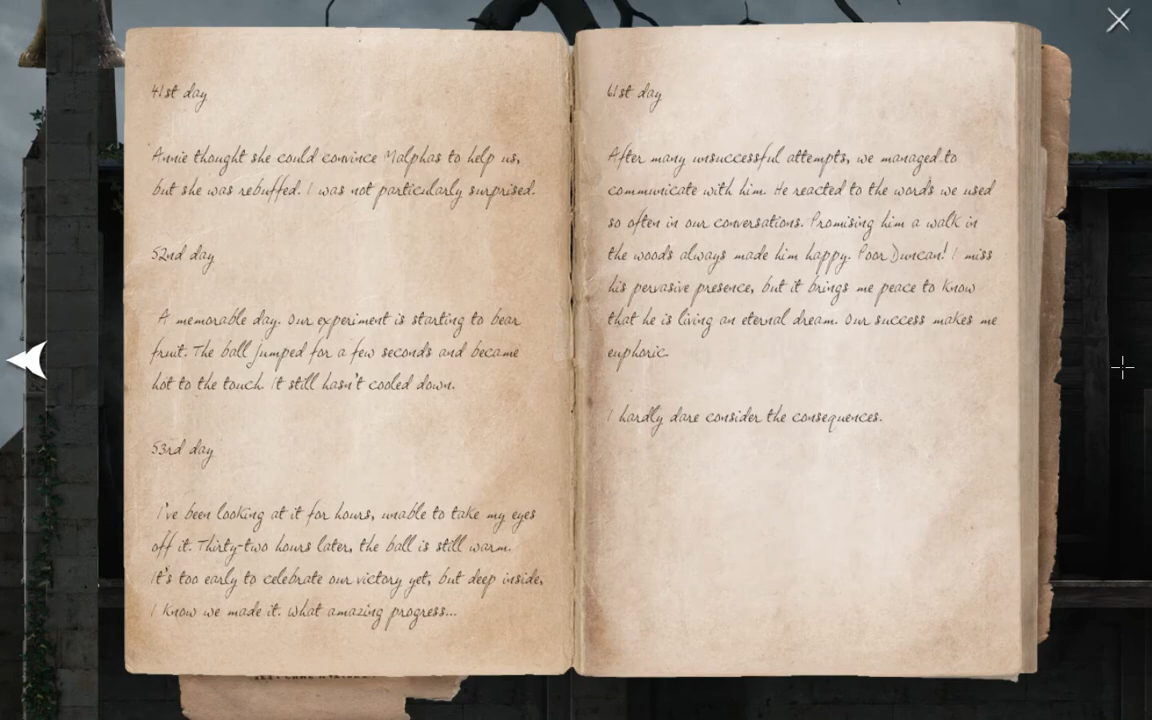 41st day
Annie thought she could convince Malphas to help us,
but she was rebuffed. I was not particularly surprised.
52nd day
A memorable day. Our experiment is starting to bear
fruit. The ball jumped for a few seconds and became
hot to the touch. It still hasn't cooled down.
53rd day
I've been looking at it for hours, unable to take my eyes
off it. Thirty-two hours later, the ball is still warm.
It's too early to celebrate our victory yet, but deep inside,
I know we made it. What amazing progress...
61st day
After many unsuccessful attempts, we managed to
communicate with him. He reacted to the words we used
so often in our conversations. Promising him a walk in
the woods always made him happy. Poor Duncan! I miss
his pervasive presence, but it brings me peace to know
that he is living an eternal dream. Our success makes me
euphoric.
I hardly dare consider the consequences.